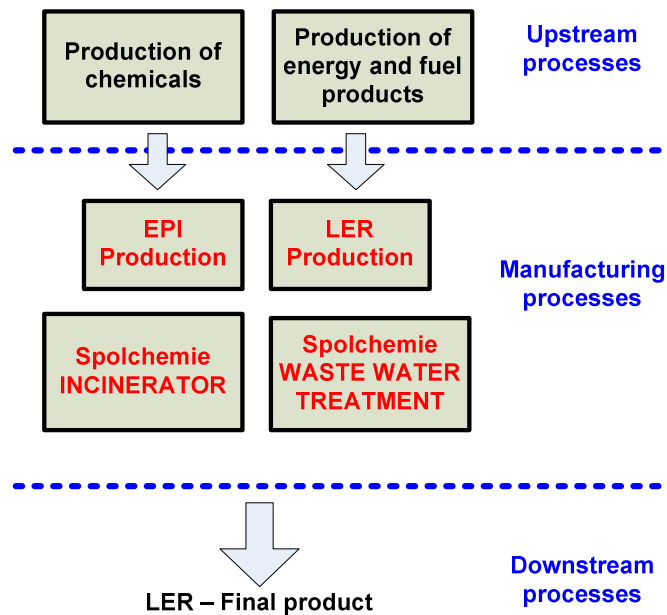 Production of
chemicals
Production of
energy and fuel
products
Upstream
processes
EPI
Production
LER
Production
Manufacturing
processes
Spolchemie
INCINERATOR
Spolchemie
WASTE WATER
TREATMENT
LER – Final product
Downstream
processes